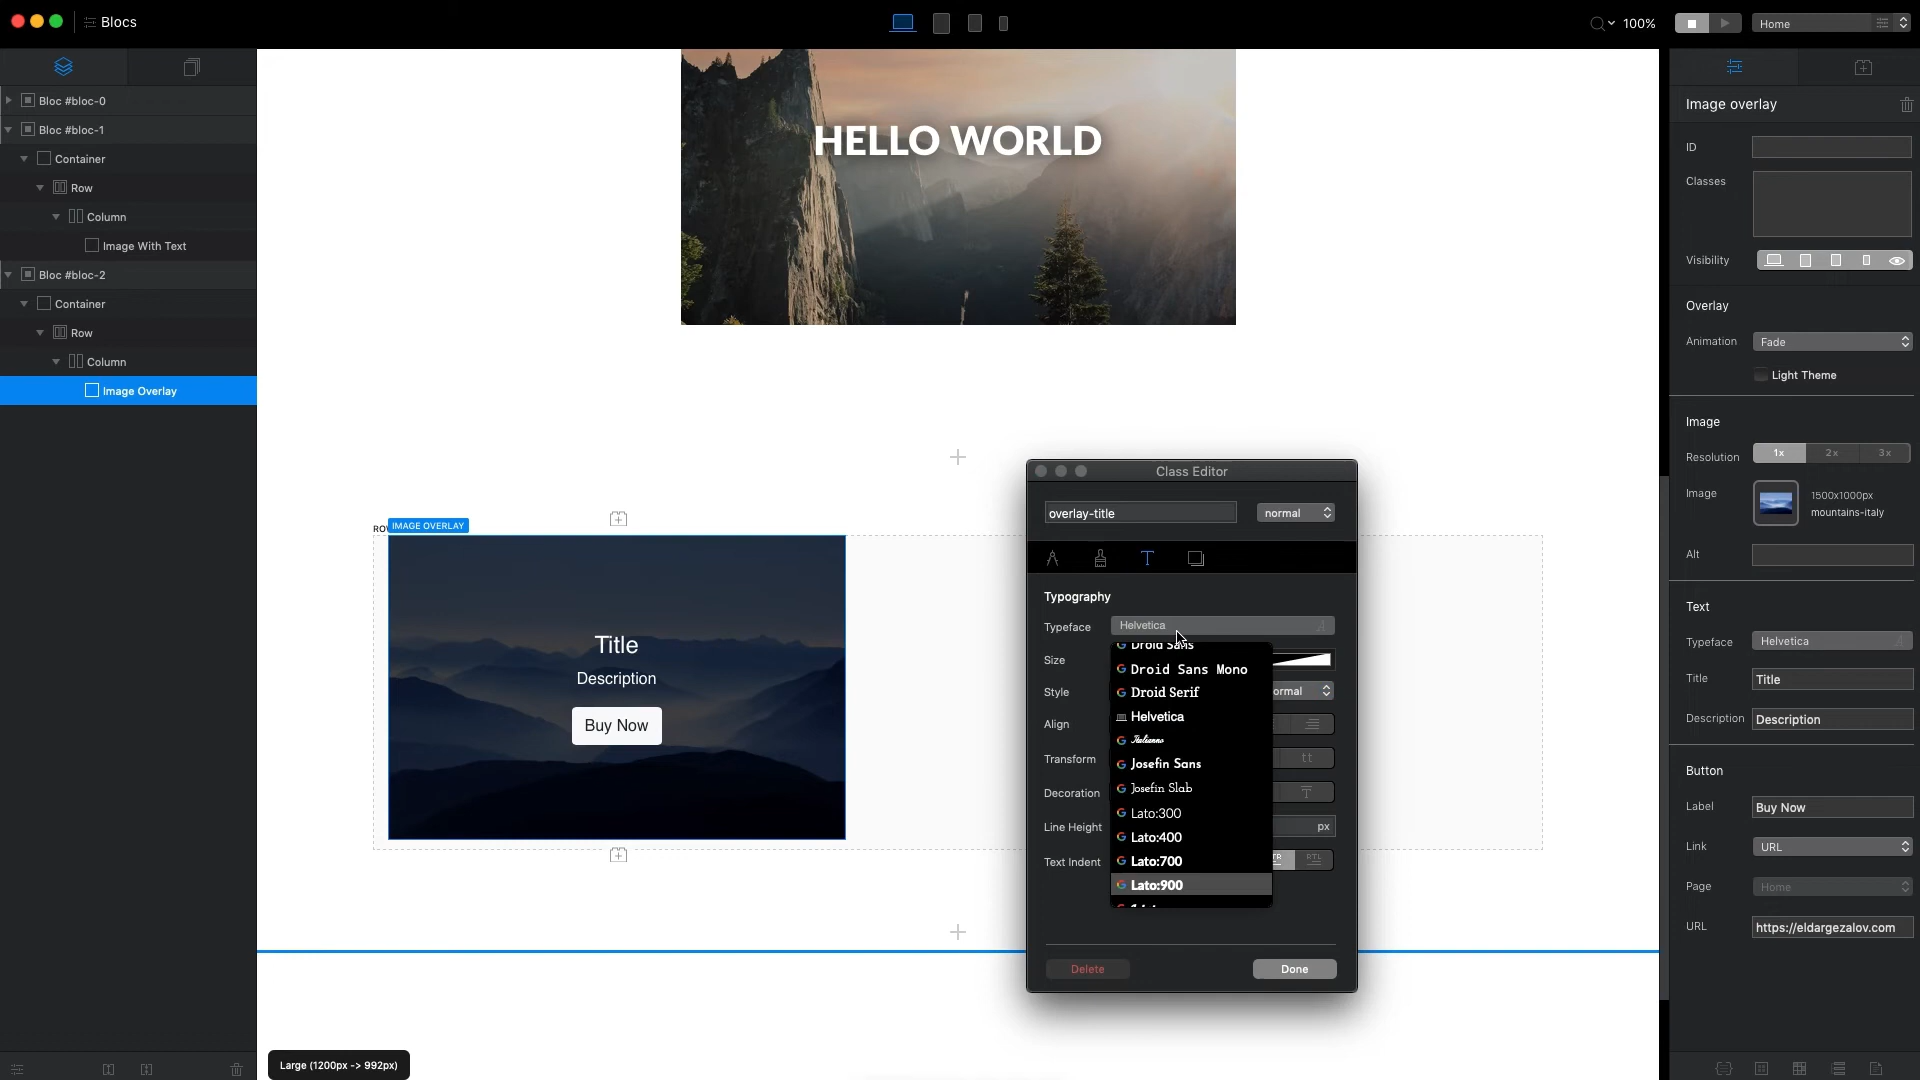 Blocs
100%
Home
Bloc #bloc-0
Bloc #bloc-1
Container
Row
Column
Image With Text
Bloc #bloc-2
Container
Row
Column
Image Overlay
HELLO WORLD
IMAGE OVERLAY
Title
Description
Buy Now
Large (1200px -> 992px)
Class Editor
overlay-title
normal
Typography
Typeface
Helvetica
Size
Style
Align
Transform
tt
Decoration
Line Height
px
Text Indent
RTL
Droid Sans
Droid Sans Mono
Droid Serif
Helvetica
Italianno
Josefin Sans
Josefin Slab
Lato:300
Lato:400
Lato:700
Lato:900
Delete
Done
Image overlay
ID
Classes
Visibility
Overlay
Animation
Fade
Light Theme
Image
Resolution
1x
2x
3x
Image
1500x1000px
mountains-italy
Alt
Text
Typeface
Helvetica
Title
Title
Description
Description
Button
Label
Buy Now
Link
URL
Page
Home
URL
https://eldargezalov.com